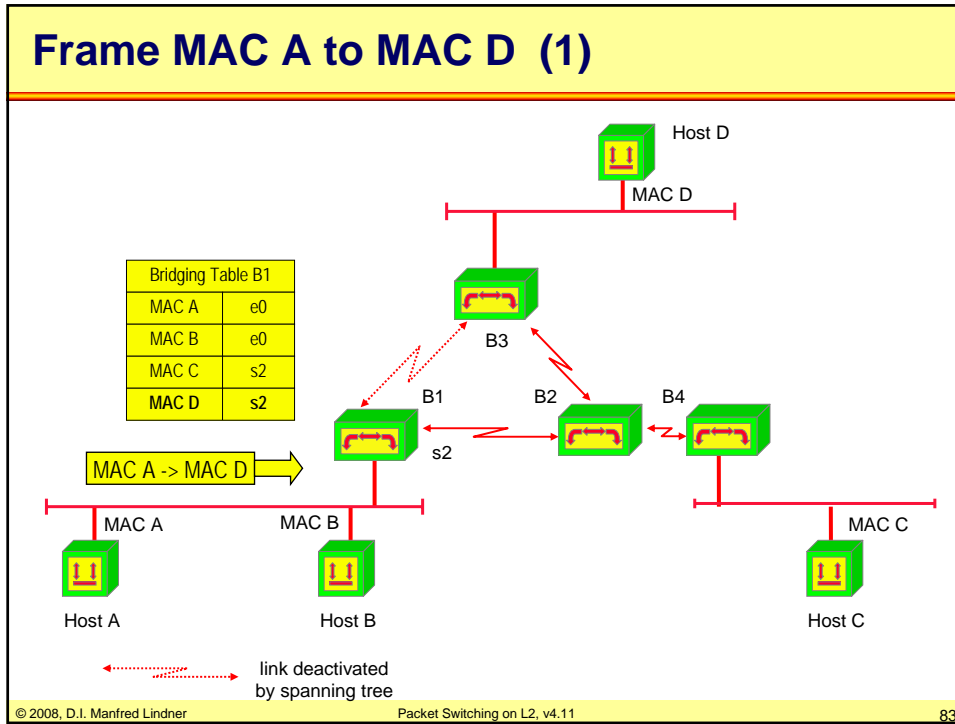 Frame MAC A to MAC D (1)
Host D
MAC D
Bridging Table B1
MAC A e0
MAC B e0
MAC C s2
MAC D s2
B3
B1
B2
B4
s2
MAC A -> MAC D
MAC A
MAC B
MAC C
Host A
Host B
Host C
link deactivated
by spanning tree
© 2008, D.I. Manfred Lindner
Packet Switching on L2, v4.11
83